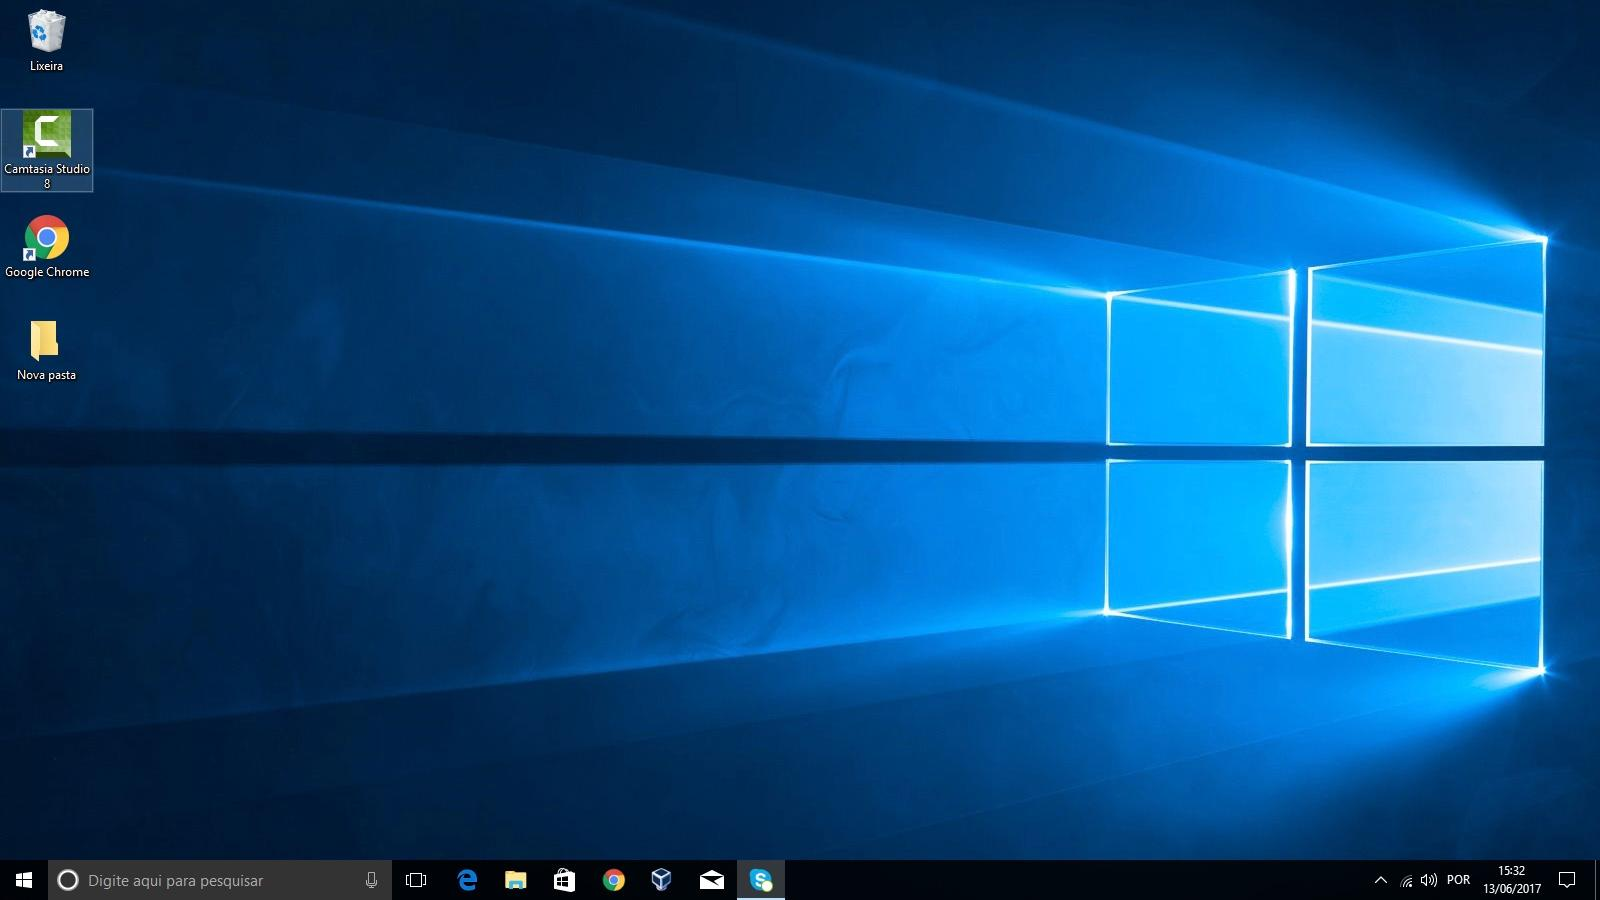 Lixeira
Camtasia Studio
8
Google Chrome
Nova pasta
Digite aqui para pesquisar
POR
15:32
13/06/2017